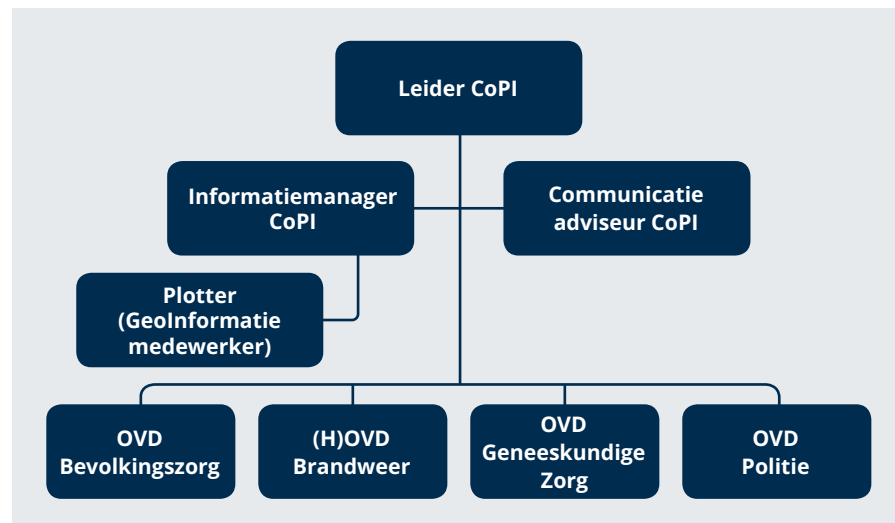 Leider CoPI
Informatiemanager
CoPI
Communicatie
adviseur CoPI
Plotter
(GeoInformatie
medewerker)
OVD
Bevolkingszorg
(H)OVD
Brandweer
OVD
Geneeskundige
Zorg
OVD
Politie